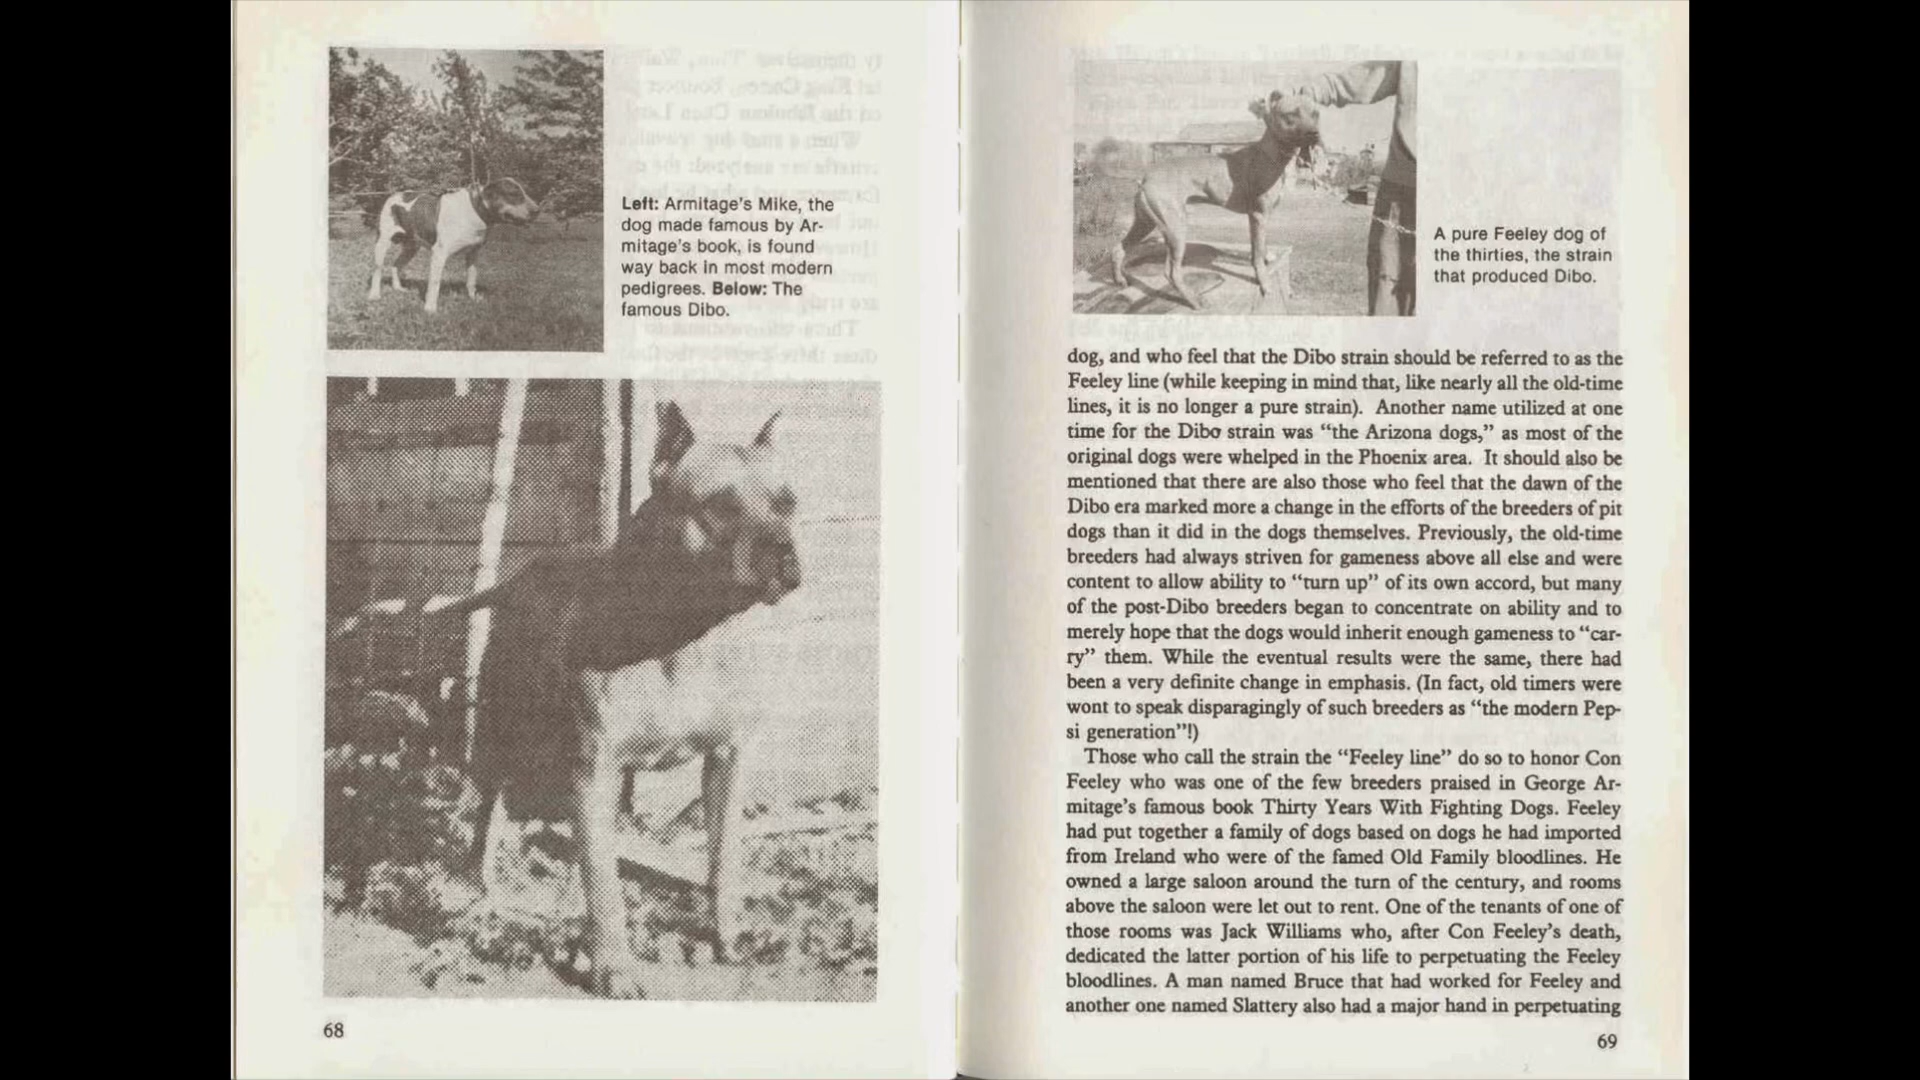 Left: Armitage's Mike, the
dog made famous by Ar-
mitage's book, is found
way back in most modern
pedigrees. Below: The
famous Dibo.
68
A pure Feeley dog of
the thirties, the strain
that produced Dibo.
dog, and who feel that the Dibo strain should be referred to as the
Feeley line (while keeping in mind that, like nearly all the old-time
lines, it is no longer a pure strain). Another name utilized at one
time for the Dibo strain was “the Arizona dogs,” as most of the
original dogs were whelped in the Phoenix area. It should also be
mentioned that there are also those who feel that the dawn of the
Dibo era marked more a change in the efforts of the breeders of pit
dogs than it did in the dogs themselves. Previously, the old-time
breeders had always striven for gameness above all else and were
content to allow ability to “turn up” of its own accord, but many
of the post-Dibo breeders began to concentrate on ability and to
merely hope that the dogs would inherit enough gameness to “car-
ry” them. While the eventual results were the same, there had
been a very definite change in emphasis. (In fact, old timers were
wont to speak disparagingly of such breeders as “the modern Pep-
si generation”!)
Those who call the strain the “Feeley line” do so to honor Con
Feeley who was one of the few breeders praised in George Ar-
mitage's famous book Thirty Years With Fighting Dogs. Feeley
had put together a family of dogs based on dogs he had imported
from Ireland who were of the famed Old Family bloodlines. He
owned a large saloon around the turn of the century, and rooms
above the saloon were let out to rent. One of the tenants of one of
those rooms was Jack Williams who, after Con Feeley's death,
dedicated the latter portion of his life to perpetuating the Feeley
bloodlines. A man named Bruce that had worked for Feeley and
another one named Slattery also had a major hand in perpetuating
69